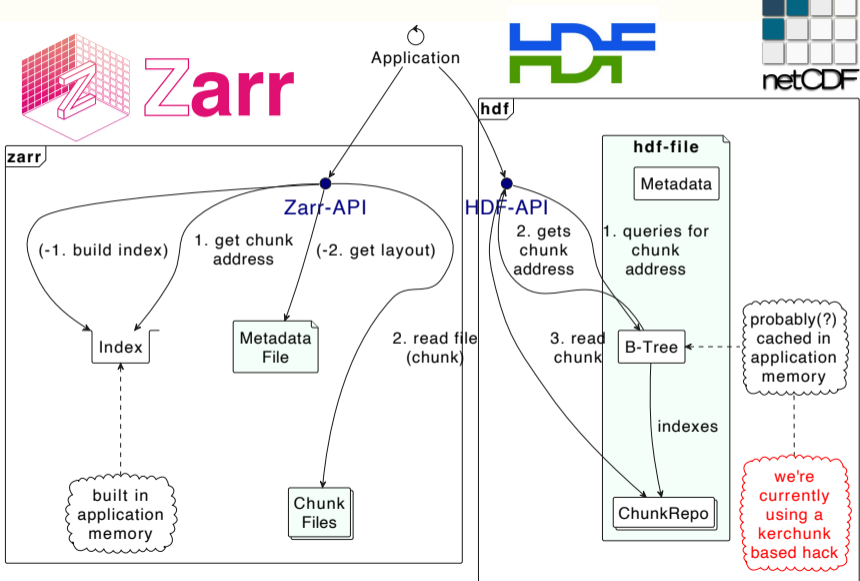 Zarr
HDF
netCDF
Application
zarr
Zarr-API
(-1. build index)
1. get chunk
address
(-2. get layout)
Index
Metadata
File
2. read file
(chunk)
built in
application
memory
Chunk
Files
hdf
HDF-API
hdf-file
Metadata
2. gets
chunk
address
1. queries for
chunk
address
3. read
chunk
B-Tree
indexes
ChunkRepo
probably(?)
cached in
application
memory
we're
currently
using a
kerchunk
based hack